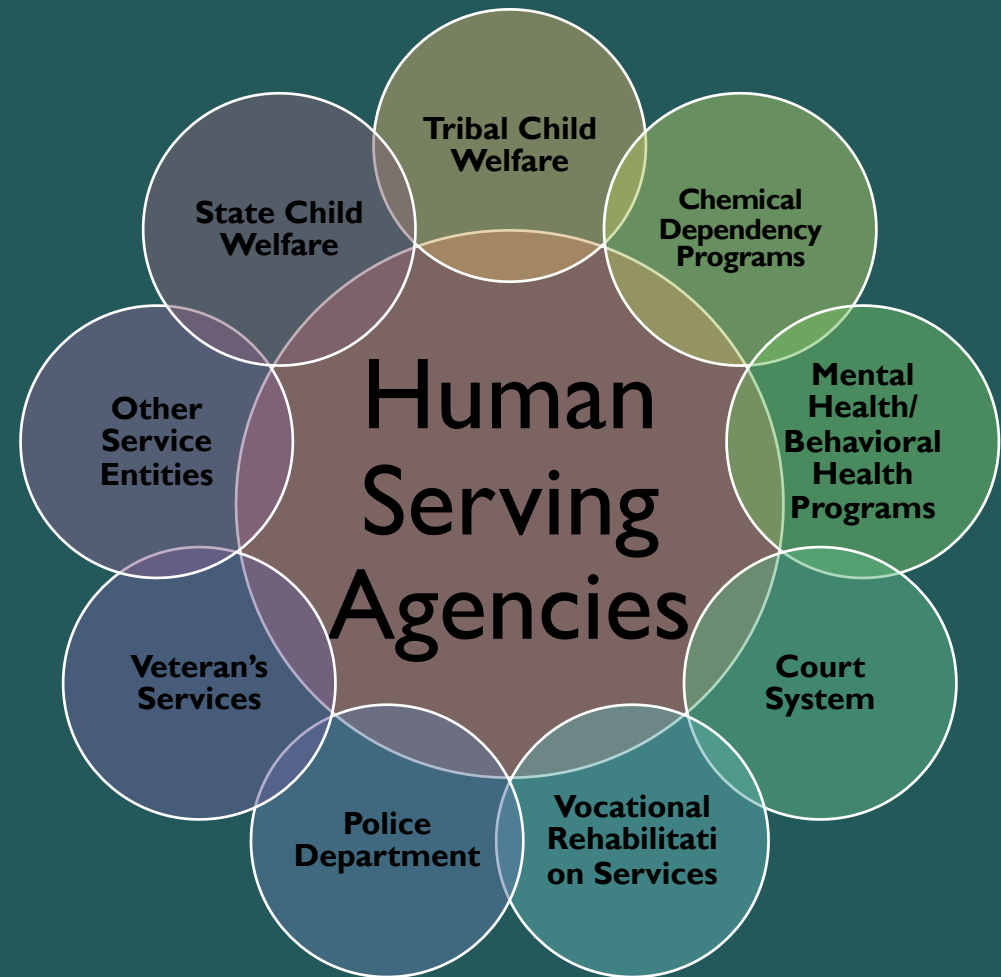 Tribal Child
Welfare
Chemical
Dependency
Programs
Mental
Health/
Behavioral
Health
Programs
Court
System
Vocational
Rehabilitati
on Services
Police
Department
Veteran’s
Services
Other
Service
Entities
State Child
Welfare
Human
Serving
Agencies